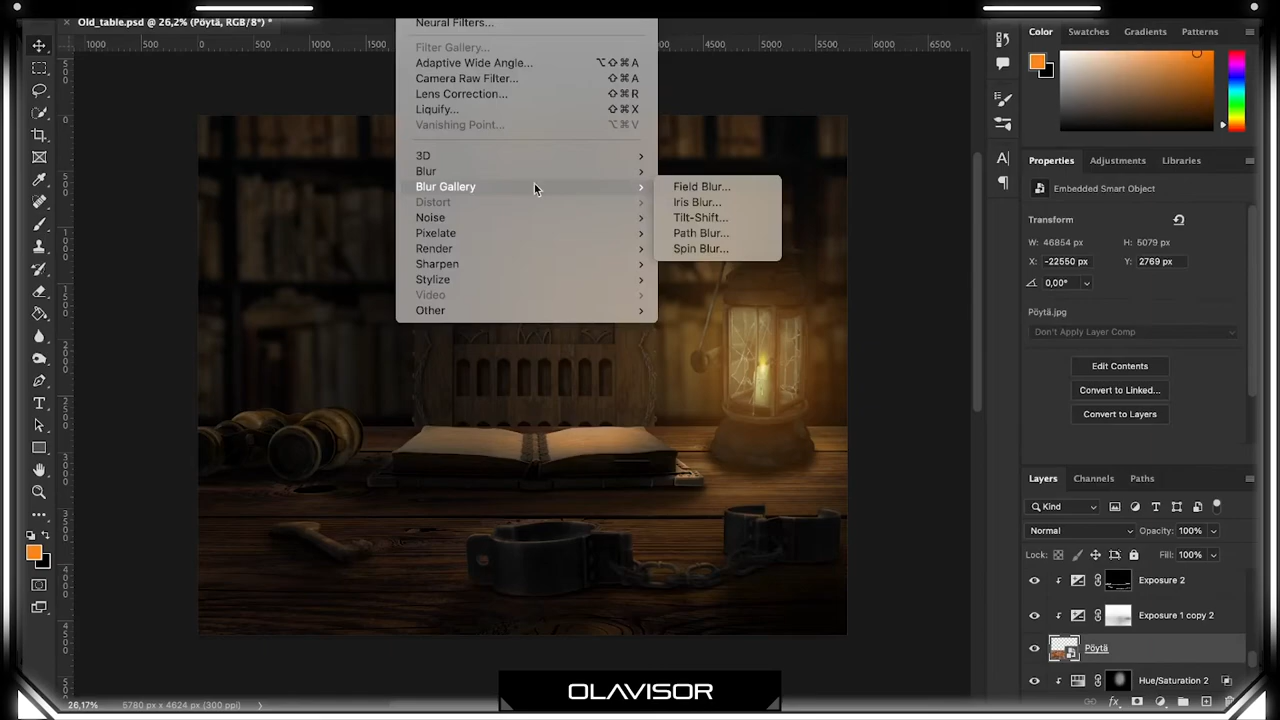 Old_table.psd @ 26,2% (Pöytä, RGB/8*) *
1000 500 0 500 1000 1500 4500 5000 5500 6000 6500
Neural Filters...
Filter Gallery...
Adaptive Wide Angle... ⌥⇧⌘A
Camera Raw Filter... ⇧⌘A
Lens Correction... ⇧⌘R
Liquify... ⇧⌘X
Vanishing Point... ⌥⌘V
3D
Blur
Blur Gallery
Distort
Noise
Pixelate
Render
Sharpen
Stylize
Video
Other
Field Blur...
Iris Blur...
Tilt-Shift...
Path Blur...
Spin Blur...
Color Swatches Gradients Patterns
Properties Adjustments Libraries
Embedded Smart Object
Transform
W: 46854 px H: 5079 px
X: -22550 px Y: 2769 px
0,00°
Pöytä.jpg
Don't Apply Layer Comp
Edit Contents
Convert to Linked...
Convert to Layers
Layers Channels Paths
Kind
Normal Opacity: 100%
Lock: Fill: 100%
Exposure 2
Exposure 1 copy 2
Pöytä
Hue/Saturation 2
26,17% 5780 px x 4624 px (300 ppi)
OLAVISOR